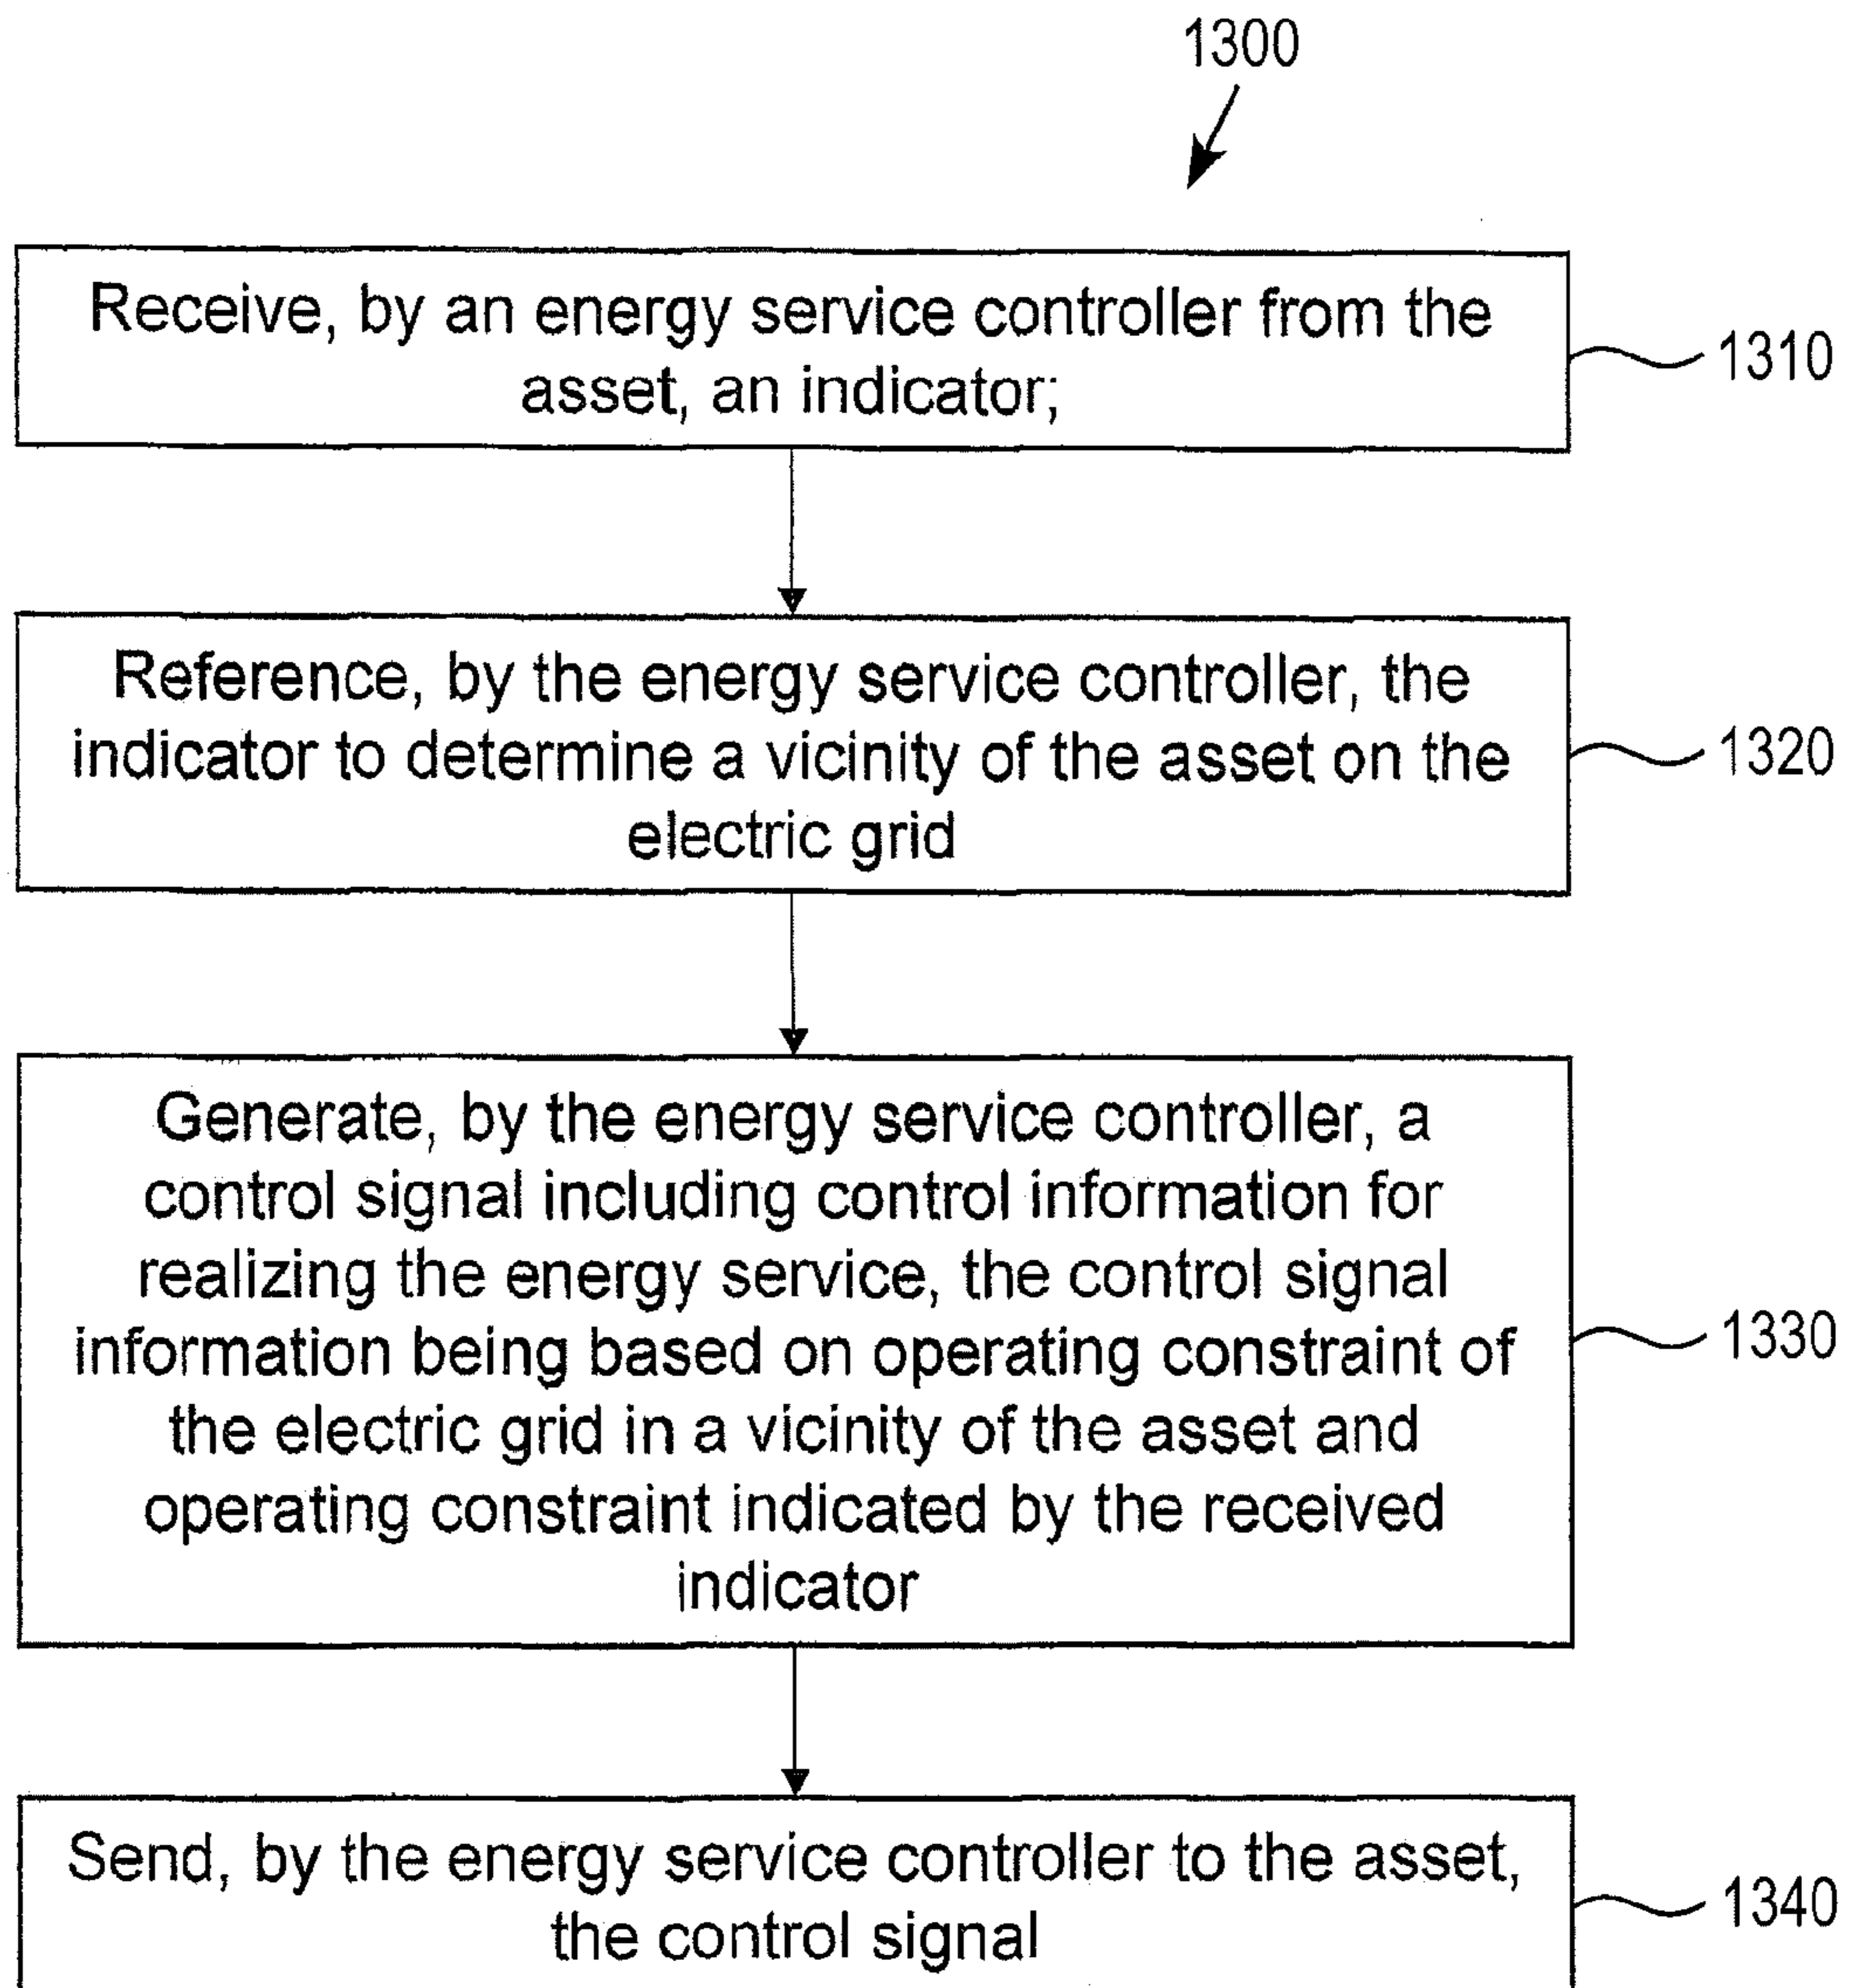 1300
Receive, by an energy service controller from the
asset, an indicator;
1310
Reference, by the energy service controller, the
indicator to determine a vicinity of the asset on the
electric grid
1320
Generate, by the energy service controller, a
control signal including control information for
realizing the energy service, the control signal
information being based on operating constraint of
the electric grid in a vicinity of the asset and
operating constraint indicated by the received
indicator
1330
Send, by the energy service controller to the asset,
the control signal
1340